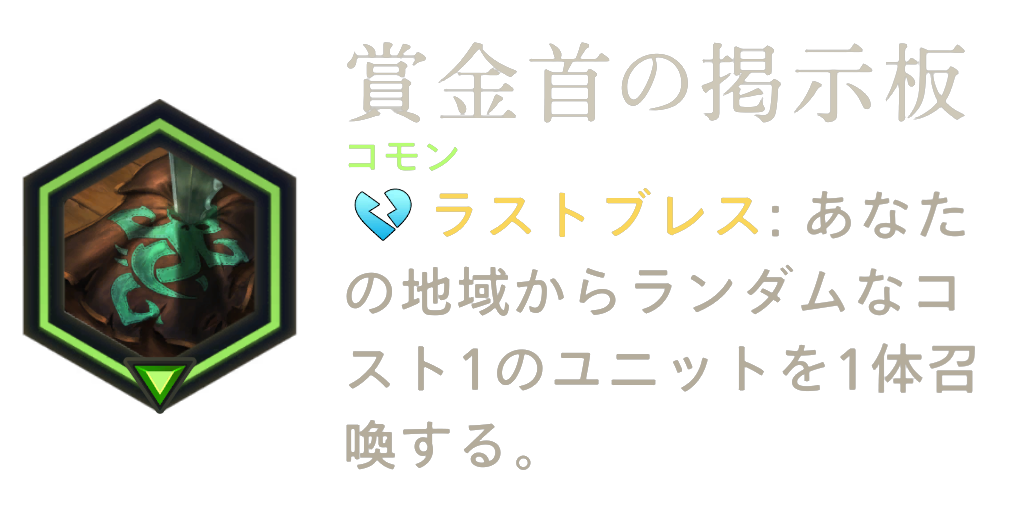 賞金首の掲示板
コモン
ラストブレス: あなた
の地域からランダムなコ
スト1のユニットを1体召
喚する。